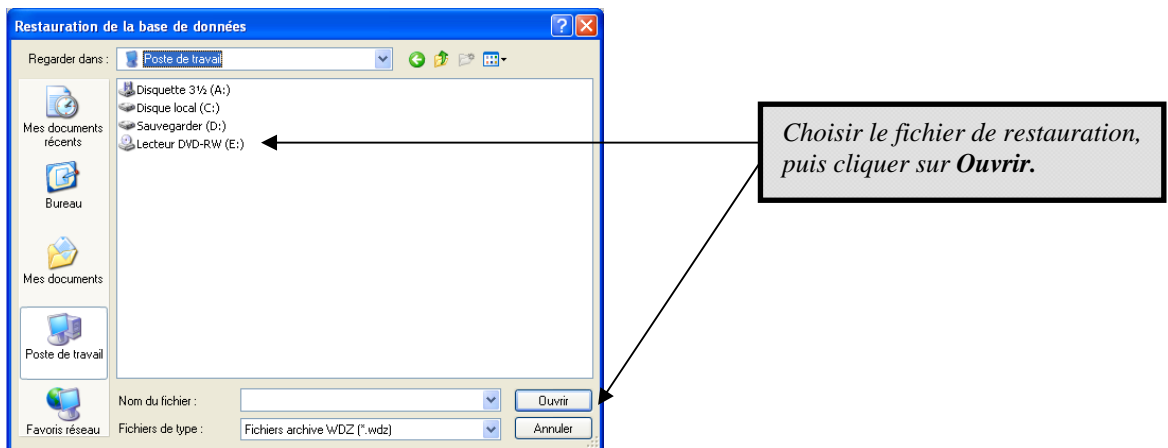 Restauration de la base de données
Regarder dans :
Poste de travail
Mes documents
récents
Bureau
Mes documents
Poste de travail
Favoris réseau
Disquette 3½ (A:)
Disque local (C:)
Sauvegarder (D:)
Lecteur DVD-RW (E:)
Nom du fichier :
Ouvrir
Fichiers de type :
Fichiers archive WDZ (*.wdz)
Annuler
Choisir le fichier de restauration,
puis cliquer sur Ouvrir.